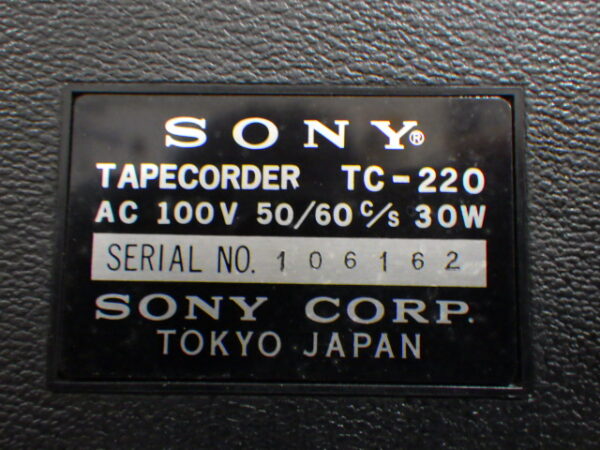 SONY®
TAPECORDER TC-220
AC 100V 50/60 c/s 30W
SERIAL NO. 106162
SONY CORP.
TOKYO JAPAN